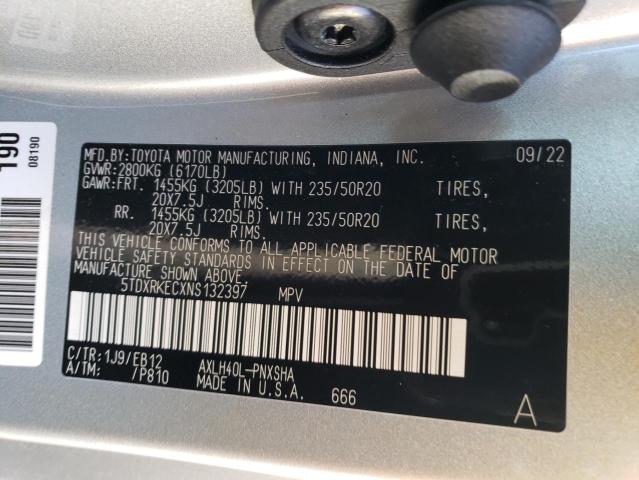 190
08190
MFD.BY:TOYOTA MOTOR MANUFACTURING, INDIANA, INC. 09/22
GVWR:2800KG (6170LB)
GAWR:FRT. 1455KG (3205LB) WITH 235/50R20 TIRES,
20X7.5J RIMS.
RR. 1455KG (3205LB) WITH 235/50R20 TIRES,
20X7.5J RIMS.
THIS VEHICLE CONFORMS TO ALL APPLICABLE FEDERAL MOTOR
VEHICLE SAFETY STANDARDS IN EFFECT ON THE DATE OF
MANUFACTURE SHOWN ABOVE
5TDXRKECXNS132397 MPV
C/TR:1J9/EB12 AXLH40L-PNXSHA
A/TM: /P810 MADE IN U.S.A. 666 A